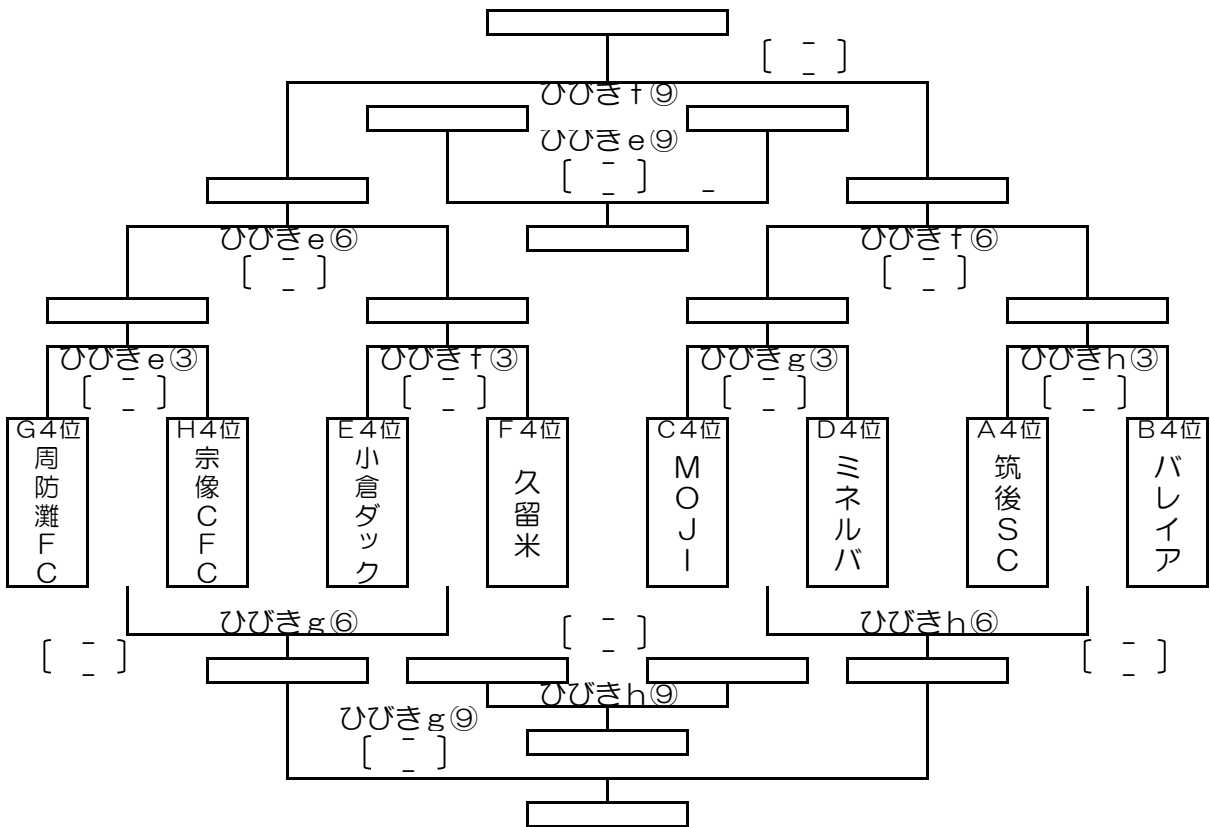 [ - - ]
ひびきf⑨
ひびきe⑨
[ - - ] -
ひびきe⑥ ひびきf⑥
[ - - ] [ - - ]
ひびきe③ ひびきf③ ひびきg③ ひびきh③
[ - - ] [ - - ] [ - - ] [ - - ]
G4位 H4位 E4位 F4位 C4位 D4位 A4位 B4位
周防灘FC
宗像CFC
小倉ダック
久留米
MOJI
ミネルバ
筑後SC
バレイア
ひびきg⑥ [ - - ] ひびきh⑥
[ - - ] [ - - ]
ひびきh⑨
ひびきg⑨
[ - - ]